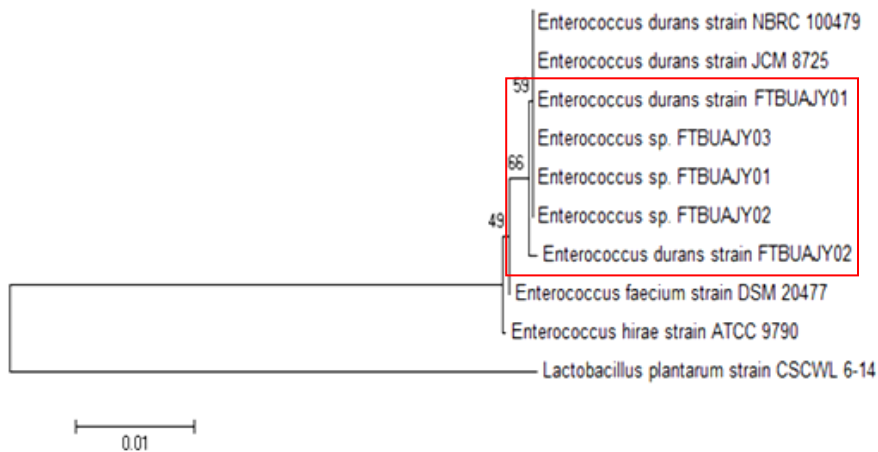 Enterococcus durans strain NBRC 100479
Enterococcus durans strain JCM 8725
59
Enterococcus durans strain FTBUAJY01
Enterococcus sp. FTBUAJY03
66
Enterococcus sp. FTBUAJY01
49
Enterococcus sp. FTBUAJY02
Enterococcus durans strain FTBUAJY02
Enterococcus faecium strain DSM 20477
Enterococcus hirae strain ATCC 9790
Lactobacillus plantarum strain CSCWL 6-14
0.01